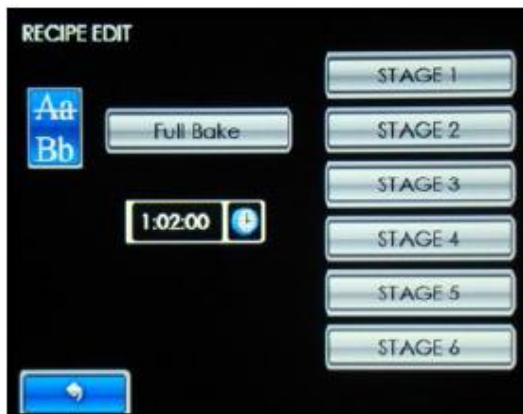 RECIPE EDIT
Aa
Bb
Full Bake
1:02:00
STAGE 1
STAGE 2
STAGE 3
STAGE 4
STAGE 5
STAGE 6